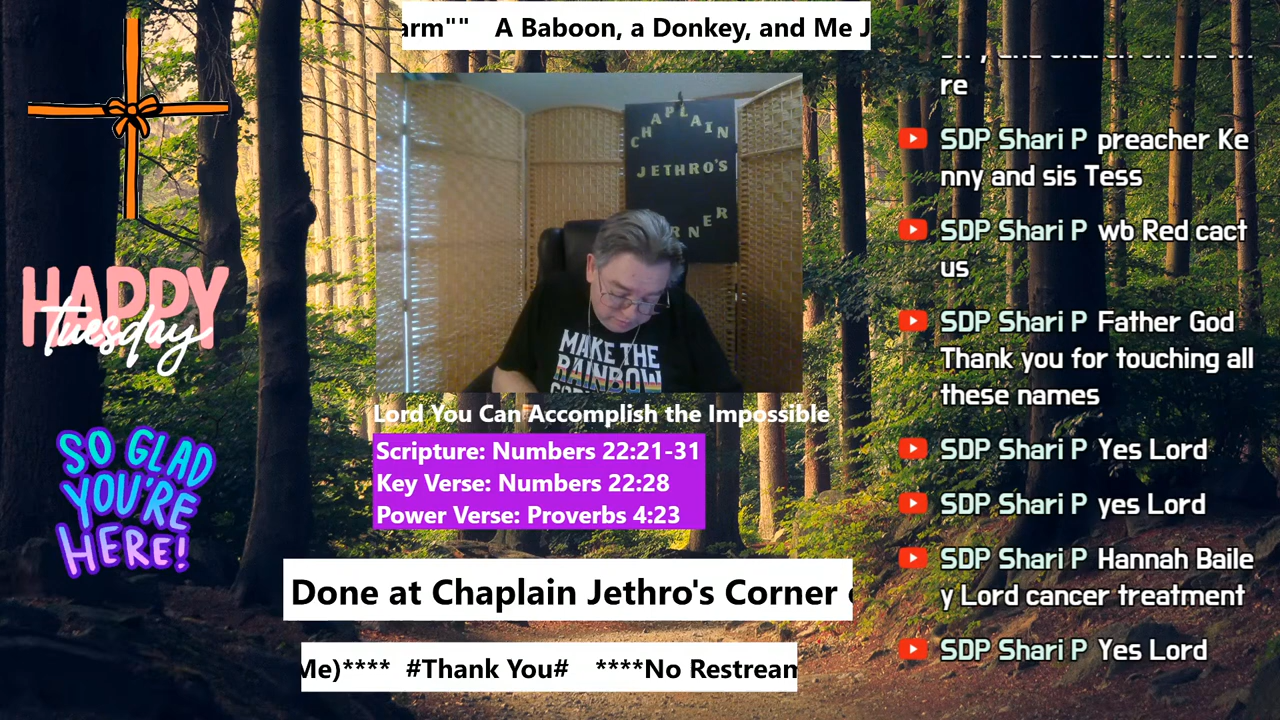 arm"" A Baboon, a Donkey, and Me J
re
SDP Shari P preacher Ke
nny and sis Tess
SDP Shari P wb Red cact
us
SDP Shari P Father God
Thank you for touching all
these names
SDP Shari P Yes Lord
SDP Shari P yes Lord
SDP Shari P Hannah Baile
y Lord cancer treatment
SDP Shari P Yes Lord
CHAPLAIN
JETHRO'S
RNER
MAKE THE
RAINBOW
HAPPY
tuesday
SO GLAD
YOU'RE
HERE!
Lord You Can Accomplish the Impossible
Scripture: Numbers 22:21-31
Key Verse: Numbers 22:28
Power Verse: Proverbs 4:23
Done at Chaplain Jethro's Corner
Me)**** #Thank You# ****No Restream